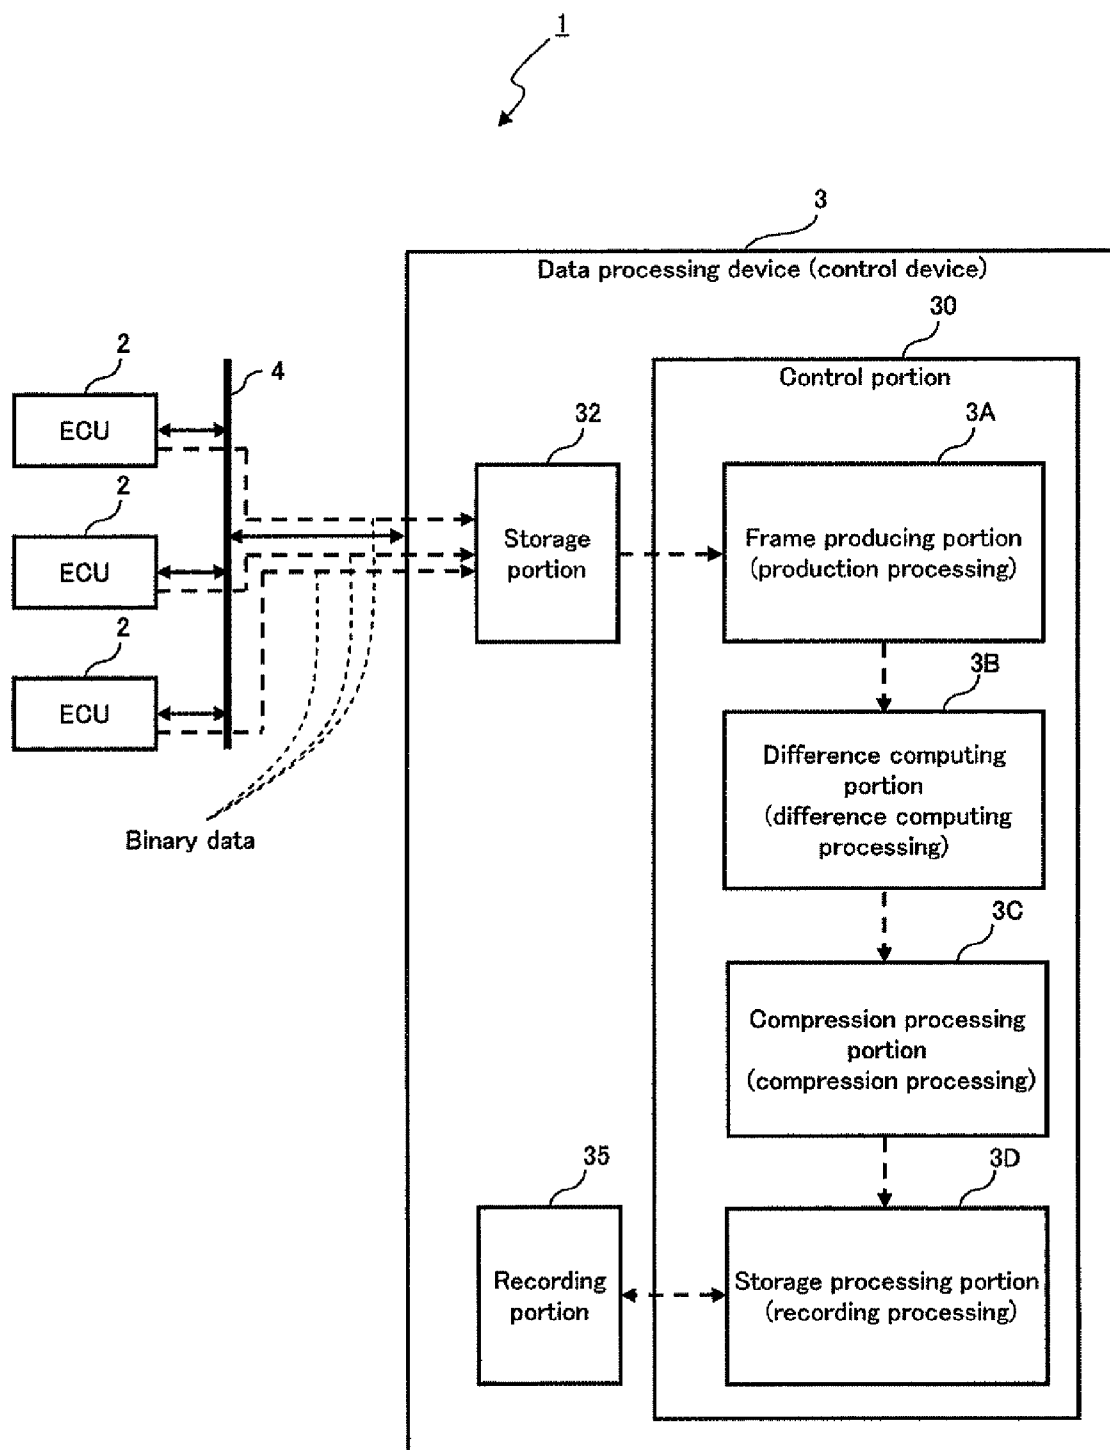 1
3
Data processing device (control device)
30
Control portion
2
ECU
4
2
ECU
2
ECU
32
Storage
portion
3A
Frame producing portion
(production processing)
3B
Difference computing
portion
(difference computing
processing)
Binary data
3C
Compression processing
portion
(compression processing)
35
Recording
portion
3D
Storage processing portion
(recording processing)